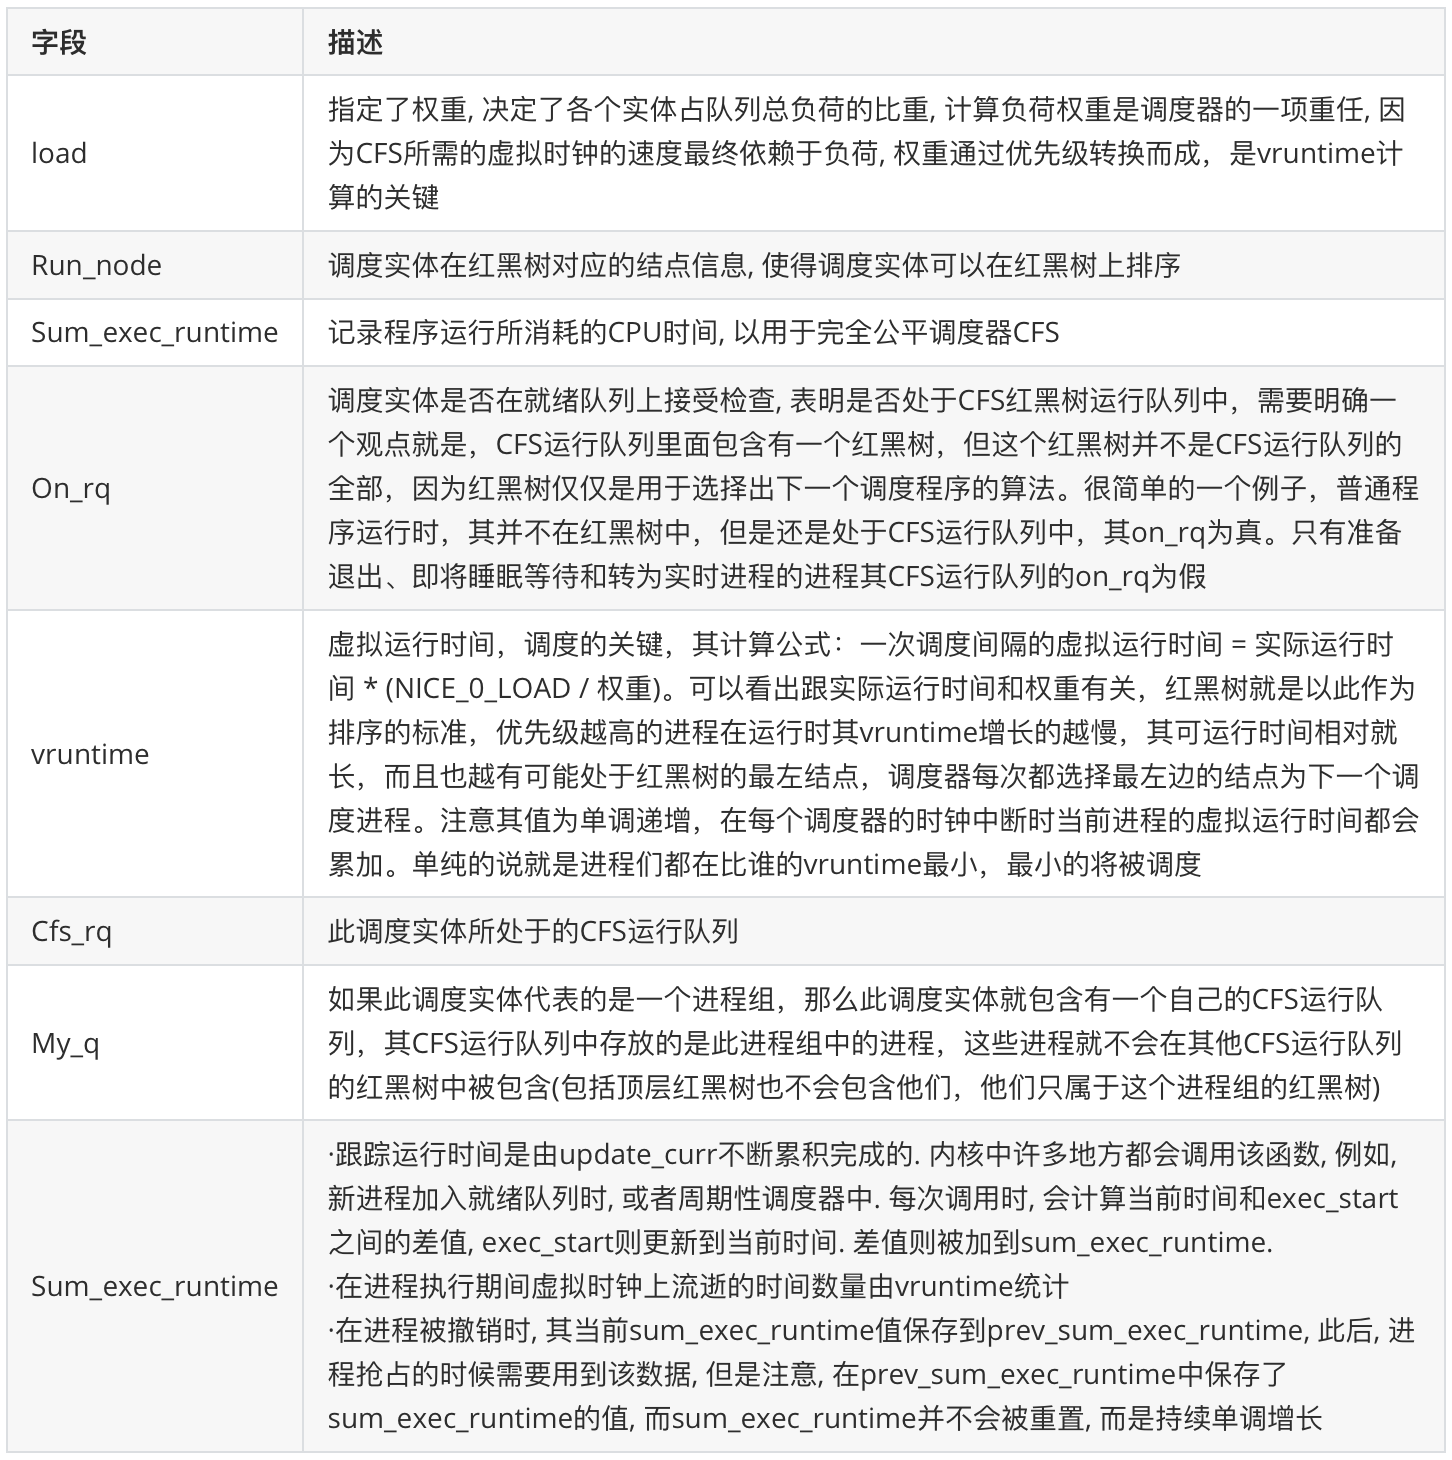 字段
描述
load
指定了权重, 决定了各个实体占队列总负荷的比重, 计算负荷权重是调度器的一项重任, 因
为CFS所需的虚拟时钟的速度最终依赖于负荷, 权重通过优先级转换而成，是vruntime计
算的关键
Run_node
调度实体在红黑树对应的结点信息, 使得调度实体可以在红黑树上排序
Sum_exec_runtime
记录程序运行所消耗的CPU时间, 以用于完全公平调度器CFS
On_rq
调度实体是否在就绪队列上接受检查, 表明是否处于CFS红黑树运行队列中，需要明确一
个观点就是，CFS运行队列里面包含有一个红黑树，但这个红黑树并不是CFS运行队列的
全部，因为红黑树仅仅是用于选择出下一个调度程序的算法。很简单的一个例子，普通程
序运行时，其并不在红黑树中，但是还是处于CFS运行队列中，其on_rq为真。只有准备
退出、即将睡眠等待和转为实时进程的进程其CFS运行队列的on_rq为假
vruntime
虚拟运行时间，调度的关键，其计算公式：一次调度间隔的虚拟运行时间 = 实际运行时
间 * (NICE_0_LOAD / 权重)。可以看出跟实际运行时间和权重有关，红黑树就是以此作为
排序的标准，优先级越高的进程在运行时其vruntime增长的越慢，其可运行时间相对就
长，而且也越有可能处于红黑树的最左结点，调度器每次都选择最左边的结点为下一个调
度进程。注意其值为单调递增，在每个调度器的时钟中断时当前进程的虚拟运行时间都会
累加。单纯的说就是进程们都在比谁的vruntime最小，最小的将被调度
Cfs_rq
此调度实体所处于的CFS运行队列
My_q
如果此调度实体代表的是一个进程组，那么此调度实体就包含有一个自己的CFS运行队
列，其CFS运行队列中存放的是此进程组中的进程，这些进程就不会在其他CFS运行队列
的红黑树中被包含(包括顶层红黑树也不会包含他们，他们只属于这个进程组的红黑树)
Sum_exec_runtime
·跟踪运行时间是由update_curr不断累积完成的. 内核中许多地方都会调用该函数, 例如,
新进程加入就绪队列时, 或者周期性调度器中. 每次调用时, 会计算当前时间和exec_start
之间的差值, exec_start则更新到当前时间. 差值则被加到sum_exec_runtime.
·在进程执行期间虚拟时钟上流逝的时间数量由vruntime统计
·在进程被撤销时, 其当前sum_exec_runtime值保存到prev_sum_exec_runtime, 此后, 进
程抢占的时候需要用到该数据, 但是注意, 在prev_sum_exec_runtime中保存了
sum_exec_runtime的值, 而sum_exec_runtime并不会被重置, 而是持续单调增长